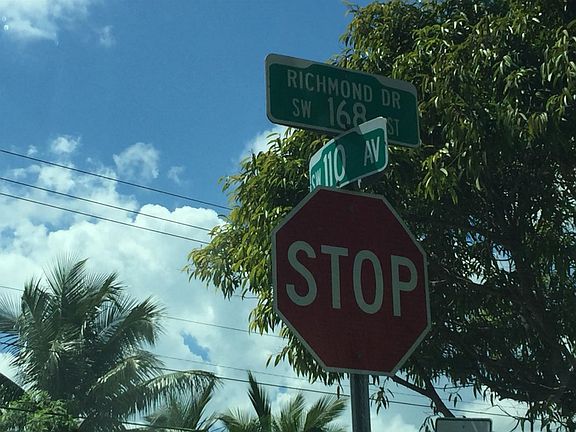 RICHMOND DR
SW 168 ST
SW 110 AV
STOP